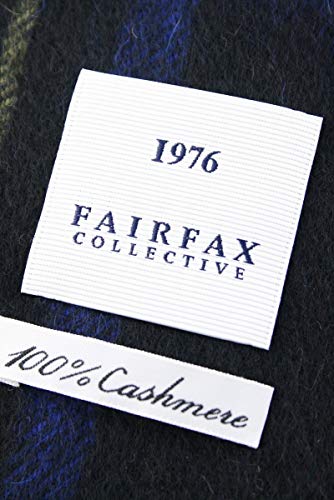 1976
FAIRFAX
COLLECTIVE
100% Cashmere